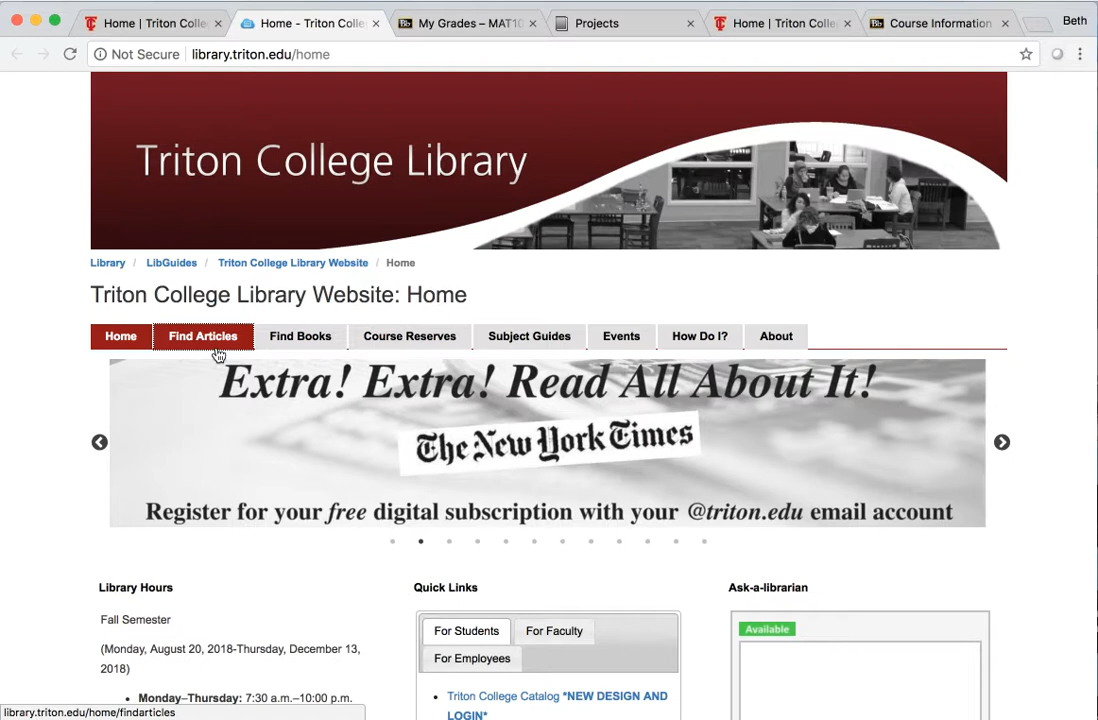 Home | Triton Colle
Home - Triton Colle
My Grades – MAT10
Projects
Home | Triton Colle
Course Information
Beth
Not Secure
library.triton.edu/home
Triton College Library
Library / LibGuides / Triton College Library Website / Home
Triton College Library Website: Home
Home
Find Articles
Find Books
Course Reserves
Subject Guides
Events
How Do I?
About
Extra! Extra! Read All About It!
The New York Times
Register for your free digital subscription with your @triton.edu email account
Library Hours
Fall Semester
(Monday, August 20, 2018-Thursday, December 13,
2018)
• Monday–Thursday: 7:30 a.m.–10:00 p.m.
Quick Links
For Students
For Faculty
For Employees
• Triton College Catalog *NEW DESIGN AND
LOGIN*
Ask-a-librarian
Available
library.triton.edu/home/findarticles